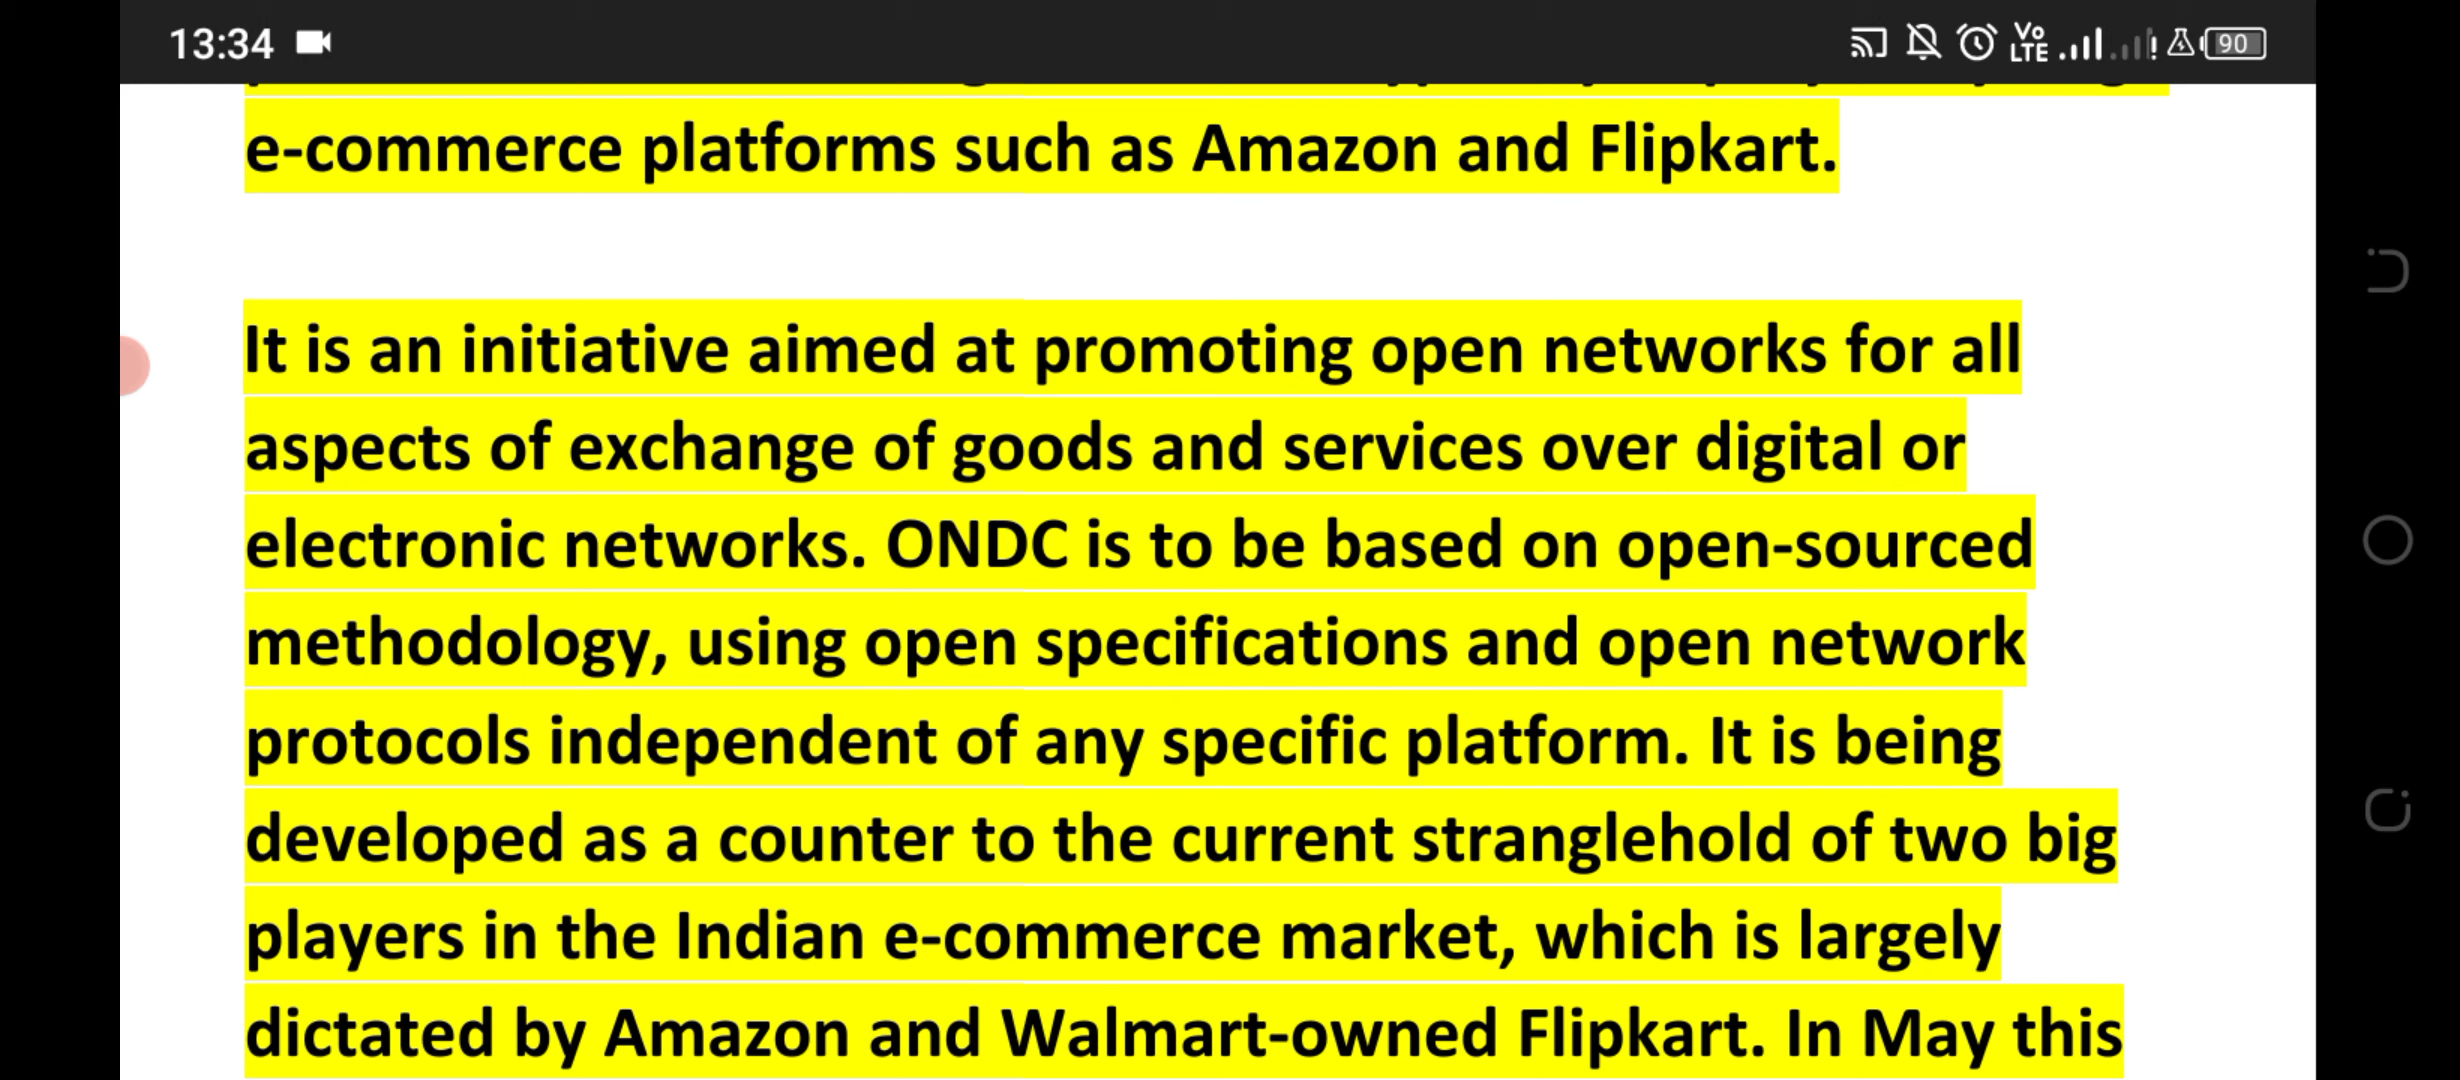 13:34
Vo
LTE
90
e-commerce platforms such as Amazon and Flipkart.
It is an initiative aimed at promoting open networks for all
aspects of exchange of goods and services over digital or
electronic networks. ONDC is to be based on open-sourced
methodology, using open specifications and open network
protocols independent of any specific platform. It is being
developed as a counter to the current stranglehold of two big
players in the Indian e-commerce market, which is largely
dictated by Amazon and Walmart-owned Flipkart. In May this